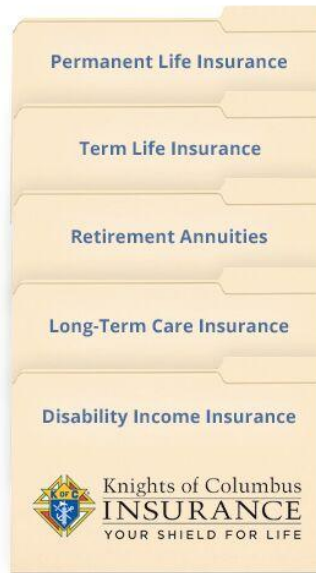 Permanent Life Insurance
Term Life Insurance
Retirement Annuities
Long-Term Care Insurance
Disability Income Insurance
K OF C
Knights of Columbus
INSURANCE
YOUR SHIELD FOR LIFE